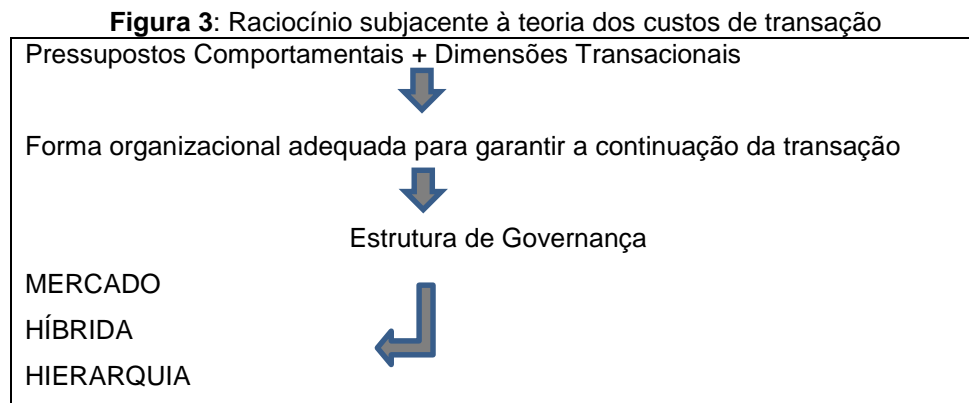 Figura 3: Raciocínio subjacente à teoria dos custos de transação
Pressupostos Comportamentais + Dimensões Transacionais
Forma organizacional adequada para garantir a continuação da transação
Estrutura de Governança
MERCADO
HÍBRIDA
HIERARQUIA